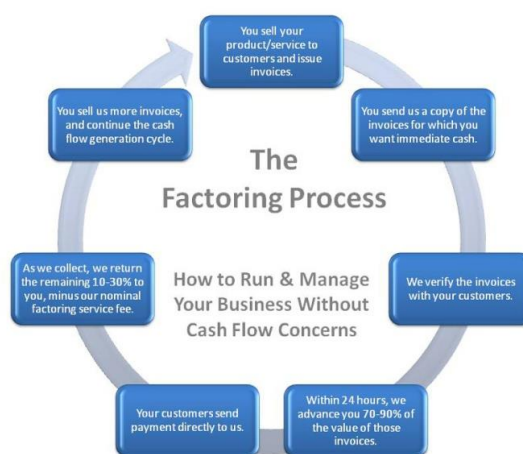 You sell your
product/service to
customers and issue
invoices.
You send us a copy of the
invoices for which you
want immediate cash.
We verify the invoices
with your customers.
Within 24 hours, we
advance you 70-90% of
the value of those
invoices.
Your customers send
payment directly to us.
As we collect, we return
the remaining 10-30% to
you, minus our nominal
factoring service fee.
You sell us more invoices,
and continue the cash
flow generation cycle.
The
Factoring Process
How to Run & Manage
Your Business Without
Cash Flow Concerns